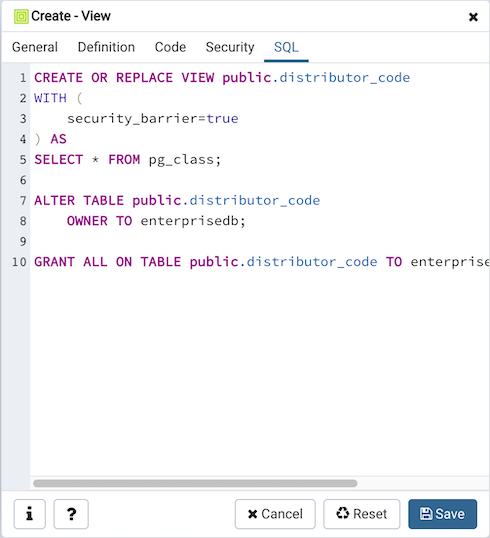 Create - View
General Definition Code Security SQL
1 CREATE OR REPLACE VIEW public.distributor_code
2 WITH (
3     security_barrier=true
4 ) AS
5 SELECT * FROM pg_class;
6
7 ALTER TABLE public.distributor_code
8     OWNER TO enterprisedb;
9
10 GRANT ALL ON TABLE public.distributor_code TO enterprise
i ? Cancel Reset Save